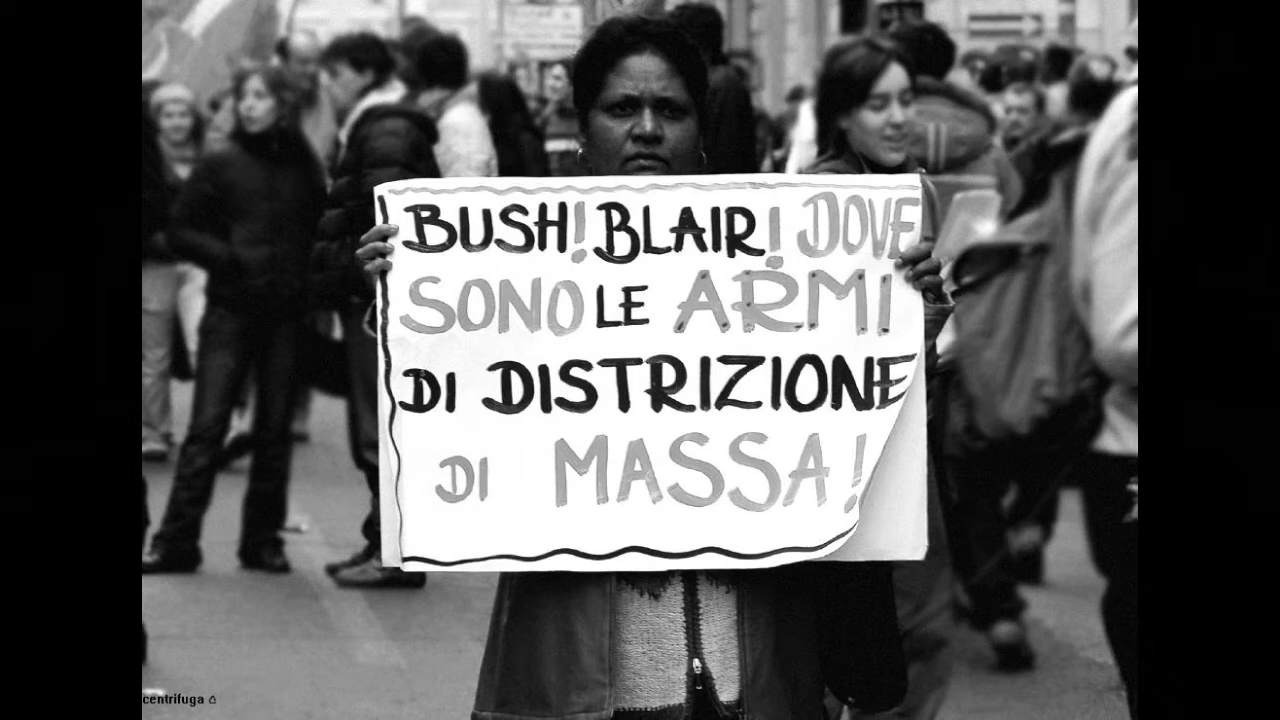 BUSH! BLAIR! DOVE
SONO LE ARMI
DI DISTRIZIONE
DI MASSA!
centrifuga